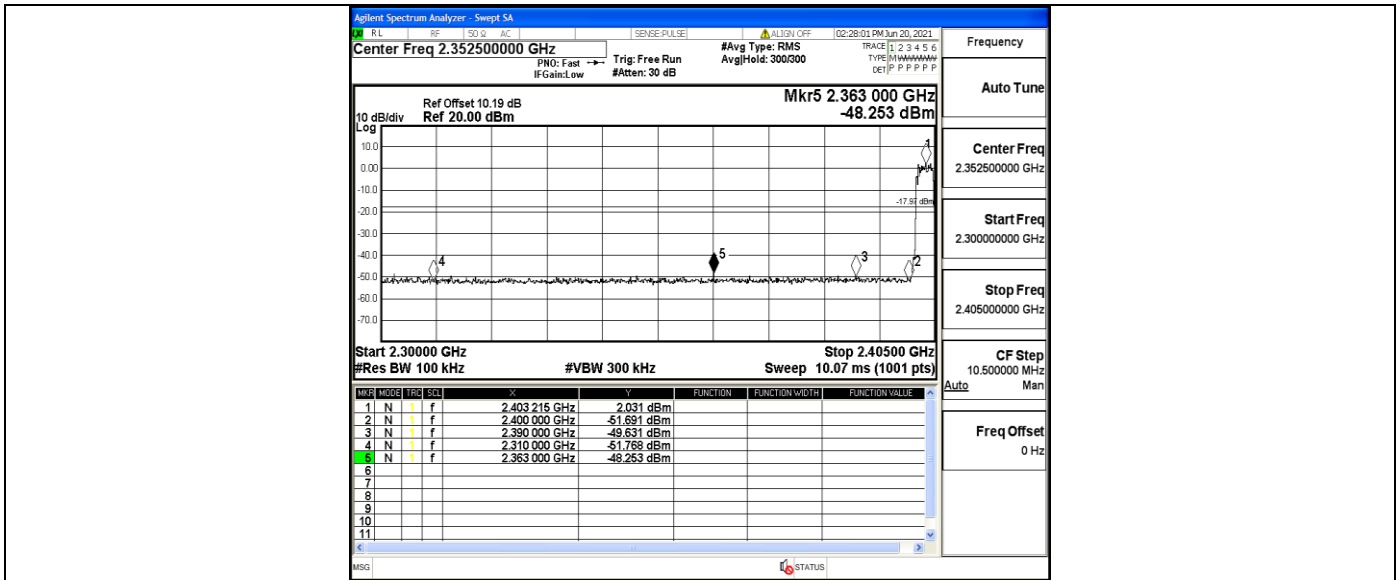 Agilent Spectrum Analyzer - Swept SA
RL RF 50 Ω AC SENSE:PULSE ALIGN OFF 02:28:01 PM Jun 20, 2021
Center Freq 2.352500000 GHz
PNO: Fast
IFGain:Low
Trig: Free Run
#Atten: 30 dB
#Avg Type: RMS
Avg|Hold: 300/300
TRACE 1 2 3 4 5 6
TYPE M WWWWW
DET P P P P P P
Ref Offset 10.19 dB
Ref 20.00 dBm
10 dB/div
Log
Mkr5 2.363 000 GHz
-48.253 dBm
10.0
0.00
-10.0
-20.0
-30.0
-40.0
-50.0
-60.0
-70.0
1
-17.97 dBm
4
5
3
2
Start 2.30000 GHz
Stop 2.40500 GHz
#Res BW 100 kHz
#VBW 300 kHz
Sweep 10.07 ms (1001 pts)
MKR MODE TRC SCL X Y FUNCTION FUNCTION WIDTH FUNCTION VALUE
1 N 1 f 2.403 215 GHz 2.031 dBm
2 N 1 f 2.400 000 GHz -51.691 dBm
3 N 1 f 2.390 000 GHz -49.631 dBm
4 N 1 f 2.310 000 GHz -51.768 dBm
5 N 1 f 2.363 000 GHz -48.253 dBm
6
7
8
9
10
11
MSG
STATUS
Frequency
Auto Tune
Center Freq
2.352500000 GHz
Start Freq
2.300000000 GHz
Stop Freq
2.405000000 GHz
CF Step
10.500000 MHz
Auto Man
Freq Offset
0 Hz